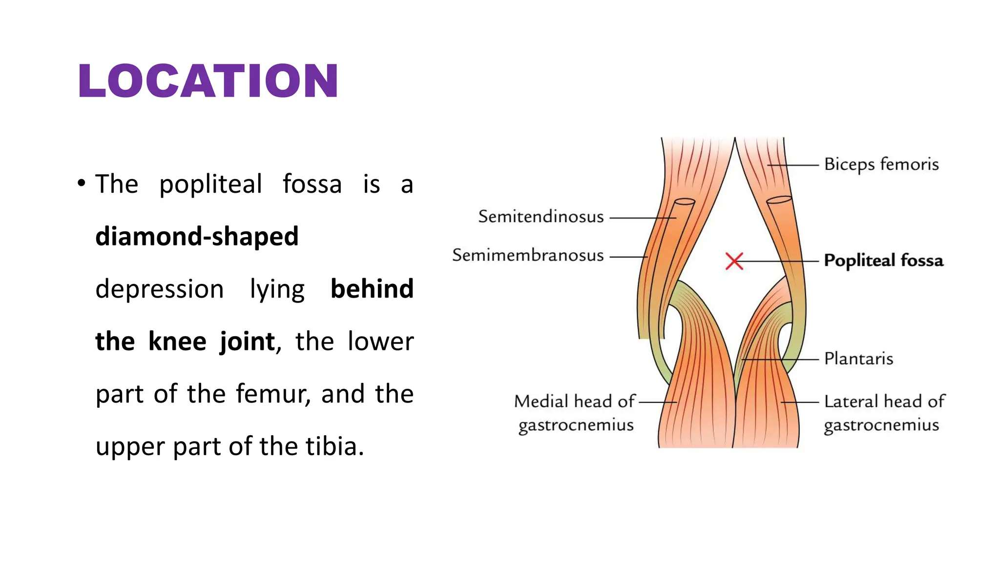 LOCATION
• The popliteal fossa is a
diamond-shaped
depression lying behind
the knee joint, the lower
part of the femur, and the
upper part of the tibia.
Biceps femoris
Semitendinosus
Semimembranosus
Popliteal fossa
Plantaris
Medial head of
gastrocnemius
Lateral head of
gastrocnemius